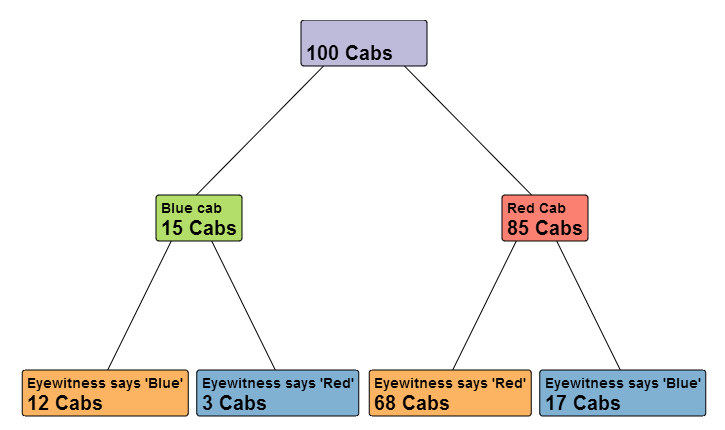 100 Cabs
Blue cab
15 Cabs
Red Cab
85 Cabs
Eyewitness says 'Blue'
12 Cabs
Eyewitness says 'Red'
3 Cabs
Eyewitness says 'Red'
68 Cabs
Eyewitness says 'Blue'
17 Cabs